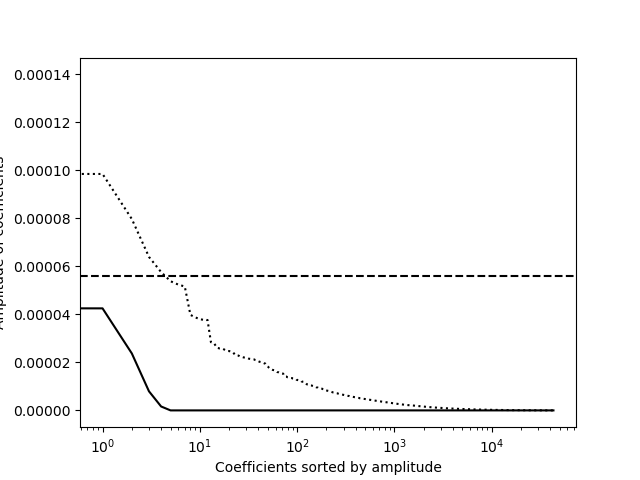 0.00014
0.00012
0.00010
0.00008
0.00006
0.00004
0.00002
0.00000
Amplitude of coefficients
10⁰ 10¹ 10² 10³ 10⁴
Coefficients sorted by amplitude